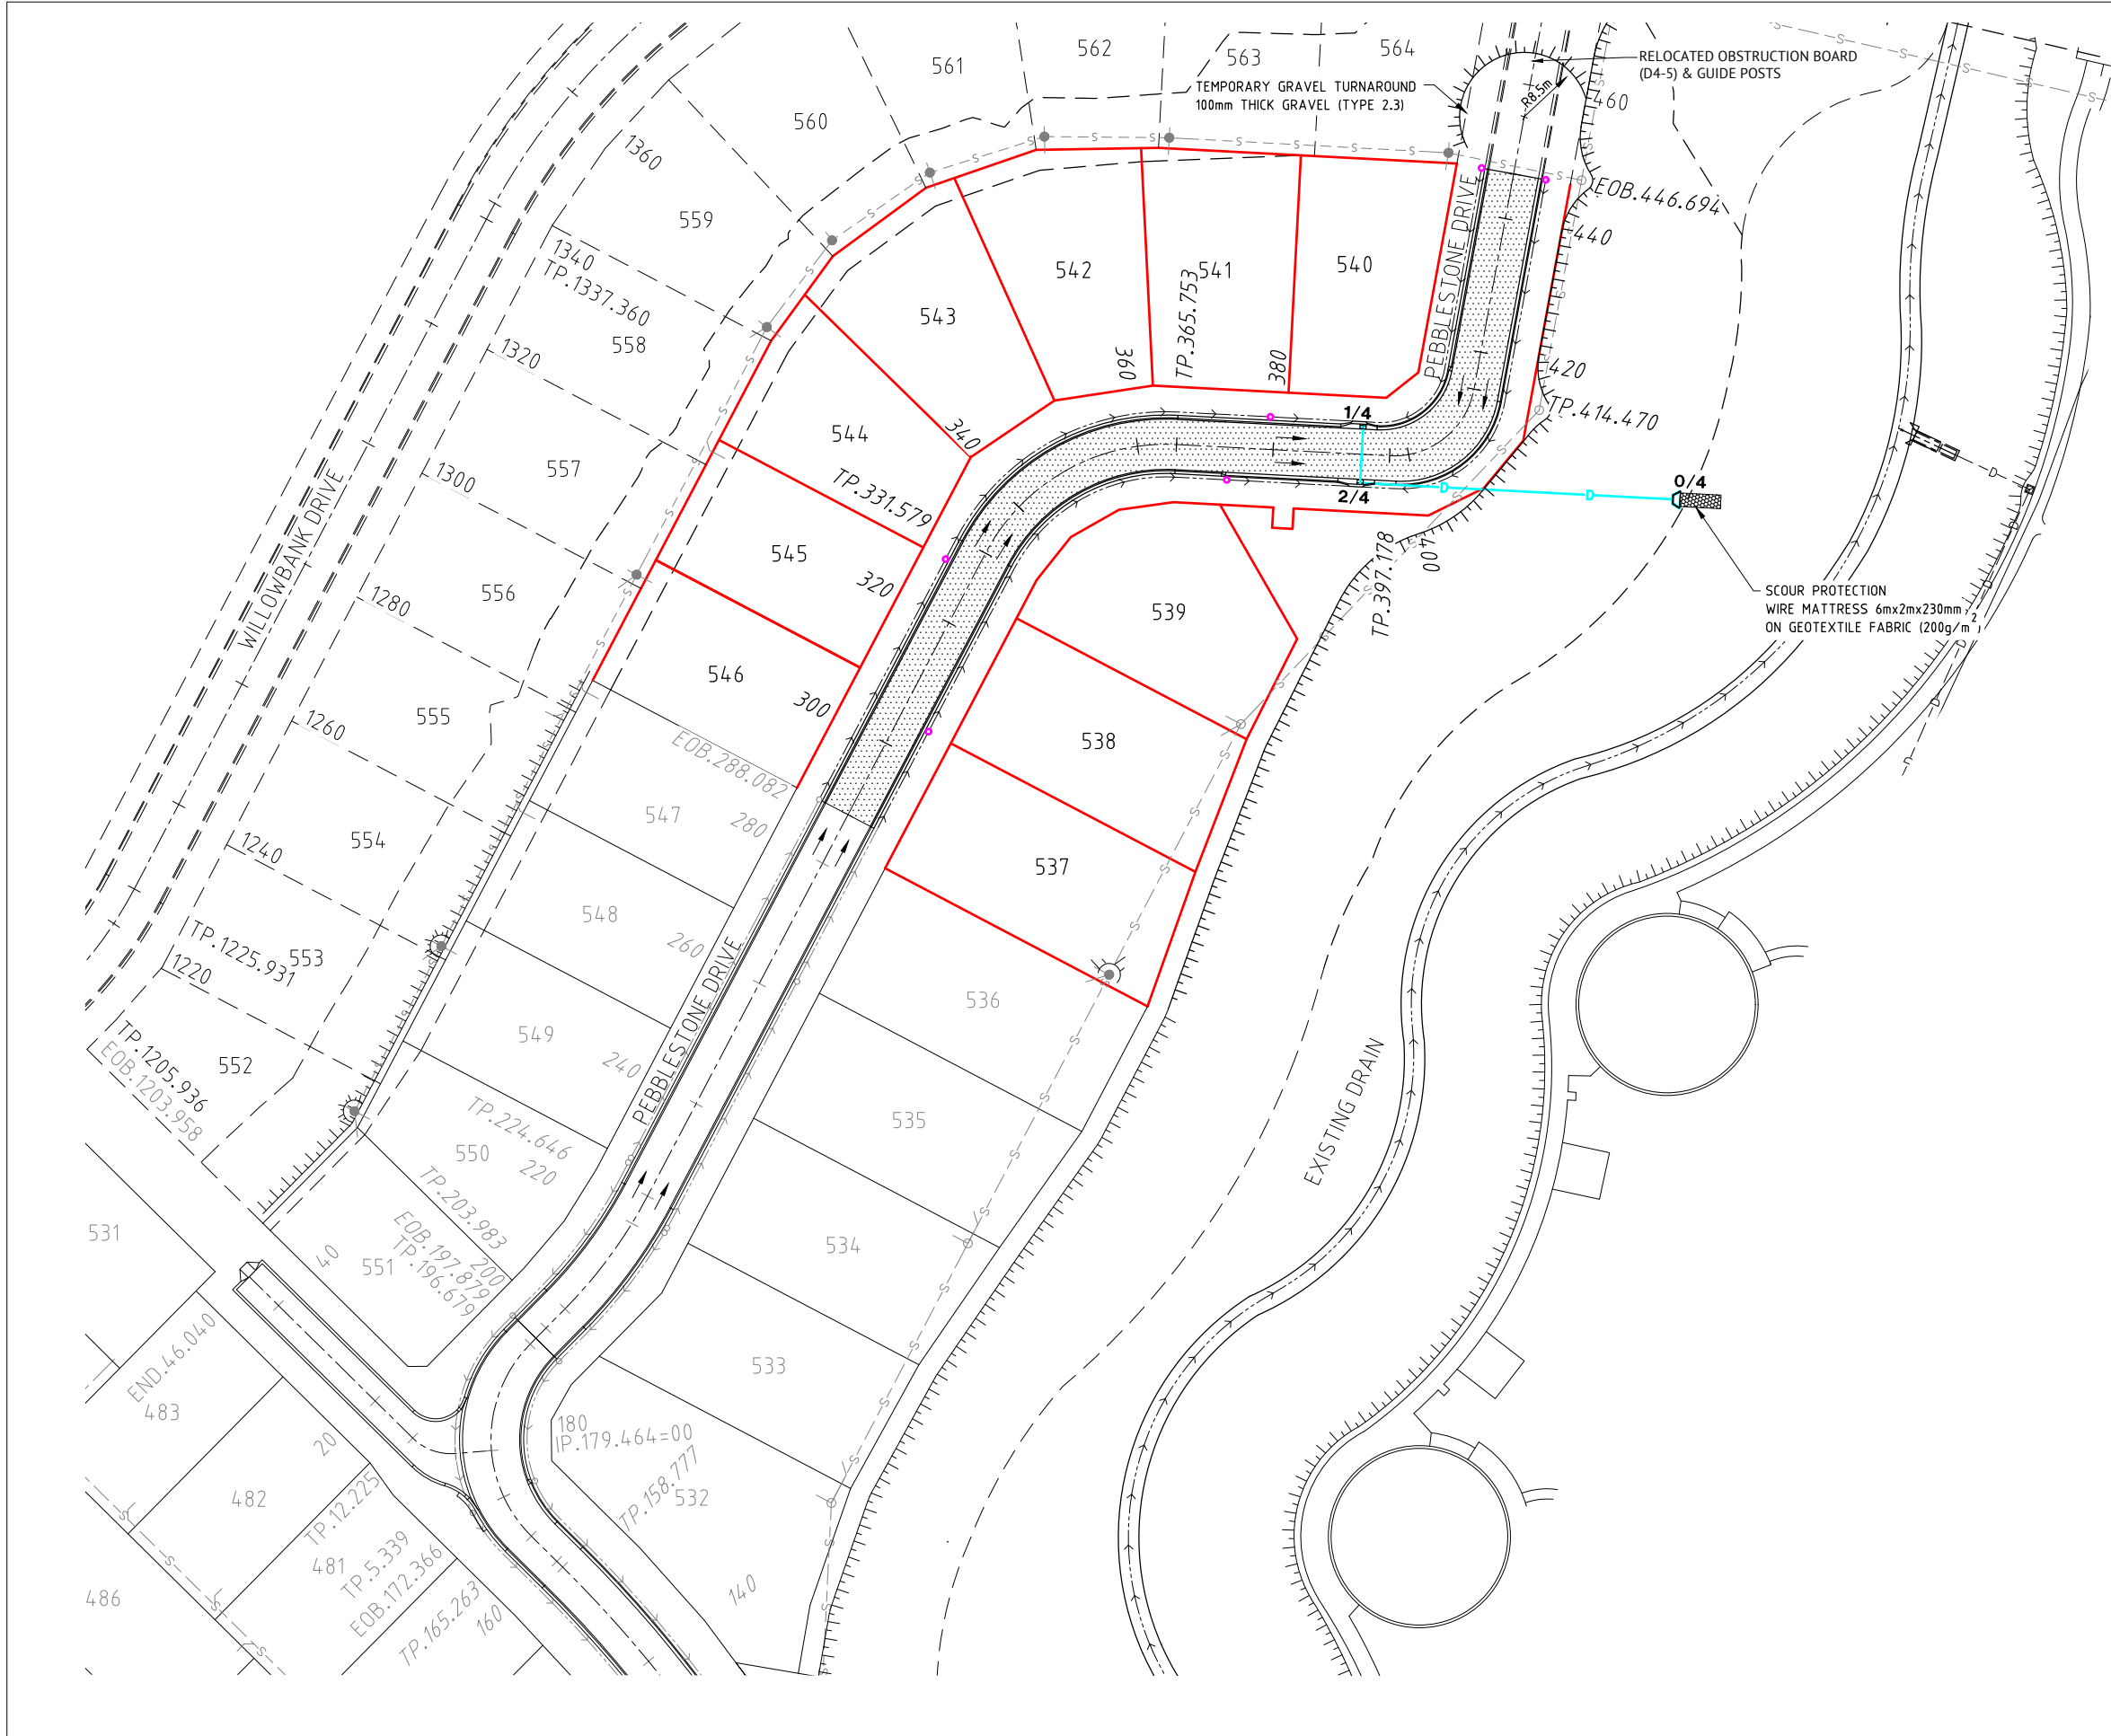 561
562
563
564
RELOCATED OBSTRUCTION BOARD
(D4-5) & GUIDE POSTS
TEMPORARY GRAVEL TURNAROUND
100mm THICK GRAVEL (TYPE 2.3)
R8.5m
460
560
1360
559
EOB.446.694
440
1340
TP.1337.360
558
543
542
541
540
TP.365.753
PEBBLESTONE DRIVE
PEBBLESTONE DRIVE
1320
360
380
420
TP.414.470
1/4
544
340
557
1300
TP.331.579
WILLOWBANK DRIVE
2/4
D
D
0/4
D
D
545
320
TP.397.178
400
SCOUR PROTECTION
WIRE MATTRESS 6mx2mx230mm
ON GEOTEXTILE FABRIC (200g/m²)
556
1280
539
546
300
555
1260
EOB.288.082
538
547
280
554
1240
537
548
260
TP.1225.931
553
1220
PEBBLESTONE DRIVE
536
549
240
TP.1205.936
EOB.1203.958
552
EXISTING DRAIN
535
TP.224.646
550
220
TP.203.983
531
534
EOB.197.879
200
TP.196.679
551
40
533
END.46.040
483
180
IP.179.464=00
20
TP.158.777
532
482
TP.12.225
481
TP.5.339
EOB.172.366
TP.165.263
160
140
486